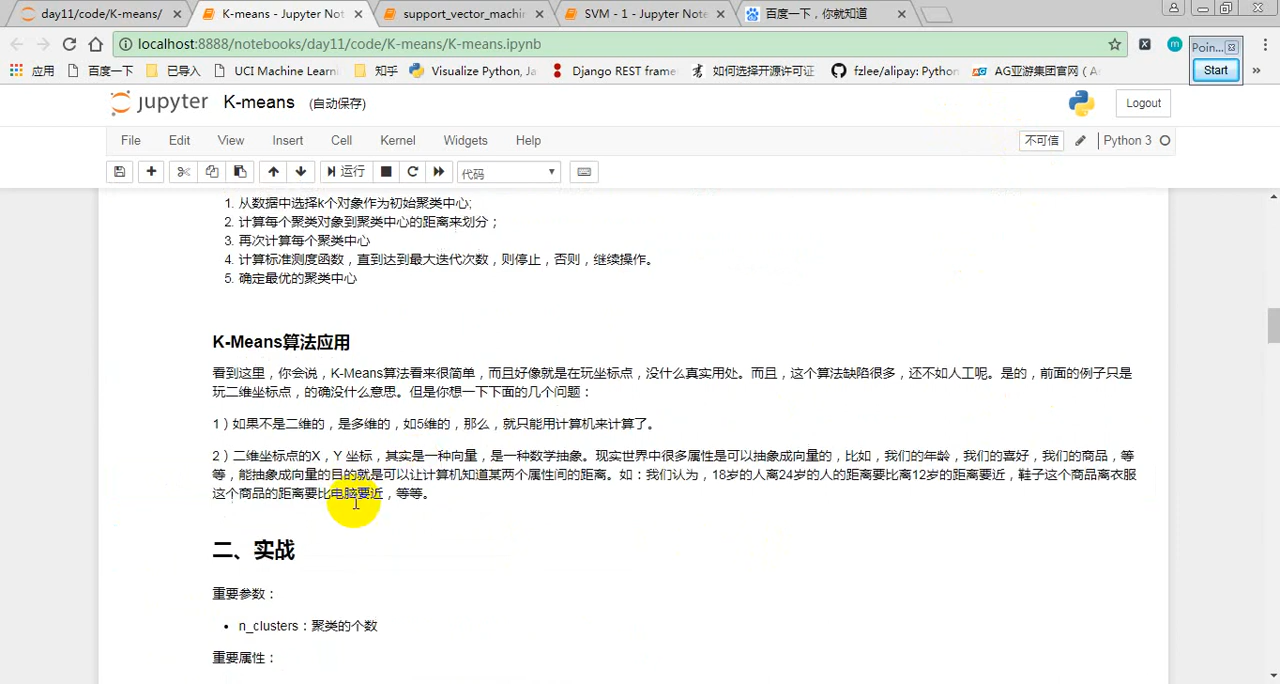 day11/code/K-means/
K-means - Jupyter Not
support_vector_machin
SVM - 1 - Jupyter Note
百度一下，你就知道
localhost:8888/notebooks/day11/code/K-means/K-means.ipynb
X
m
Poin...
Start
应用
百度一下
已导入
UCI Machine Learni
知乎
Visualize Python, Ja
Django REST frame
如何选择开源许可证
fzlee/alipay: Python
AG亚游集团官网（A
»
jupyter
K-means
(自动保存)
Logout
File
Edit
View
Insert
Cell
Kernel
Widgets
Help
不可信
Python 3
运行
代码
1. 从数据中选择k个对象作为初始聚类中心;
2. 计算每个聚类对象到聚类中心的距离来划分；
3. 再次计算每个聚类中心
4. 计算标准测度函数，直到达到最大迭代次数，则停止，否则，继续操作。
5. 确定最优的聚类中心
K-Means算法应用
看到这里，你会说，K-Means算法看来很简单，而且好像就是在玩坐标点，没什么真实用处。而且，这个算法缺陷很多，还不如人工呢。是的，前面的例子只是
玩二维坐标点，的确没什么意思。但是你想一下下面的几个问题：
1）如果不是二维的，是多维的，如5维的，那么，就只能用计算机来计算了。
2）二维坐标点的X，Y 坐标，其实是一种向量，是一种数学抽象。现实世界中很多属性是可以抽象成向量的，比如，我们的年龄，我们的喜好，我们的商品，等
等，能抽象成向量的目的就是可以让计算机知道某两个属性间的距离。如：我们认为，18岁的人离24岁的人的距离要比离12岁的距离要近，鞋子这个商品离衣服
这个商品的距离要比电脑要近，等等。
二、实战
重要参数：
• n_clusters：聚类的个数
重要属性：